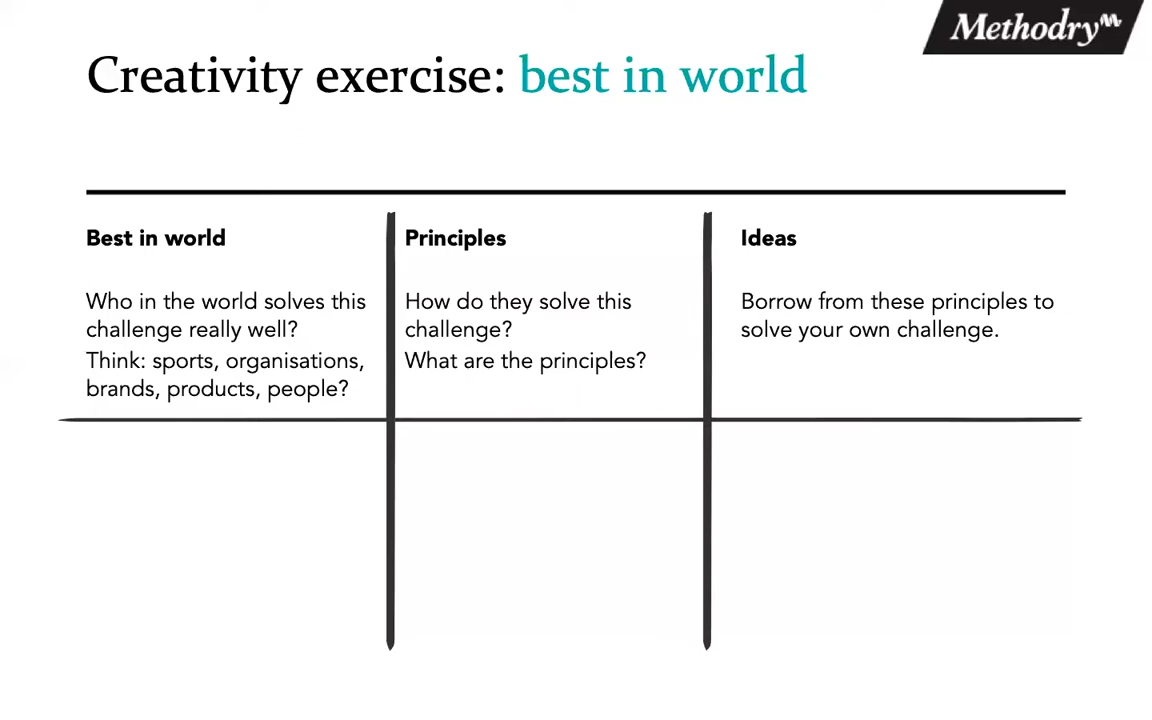 Methodry
Creativity exercise: best in world
Best in world
Who in the world solves this
challenge really well?
Think: sports, organisations,
brands, products, people?
Principles
How do they solve this
challenge?
What are the principles?
Ideas
Borrow from these principles to
solve your own challenge.